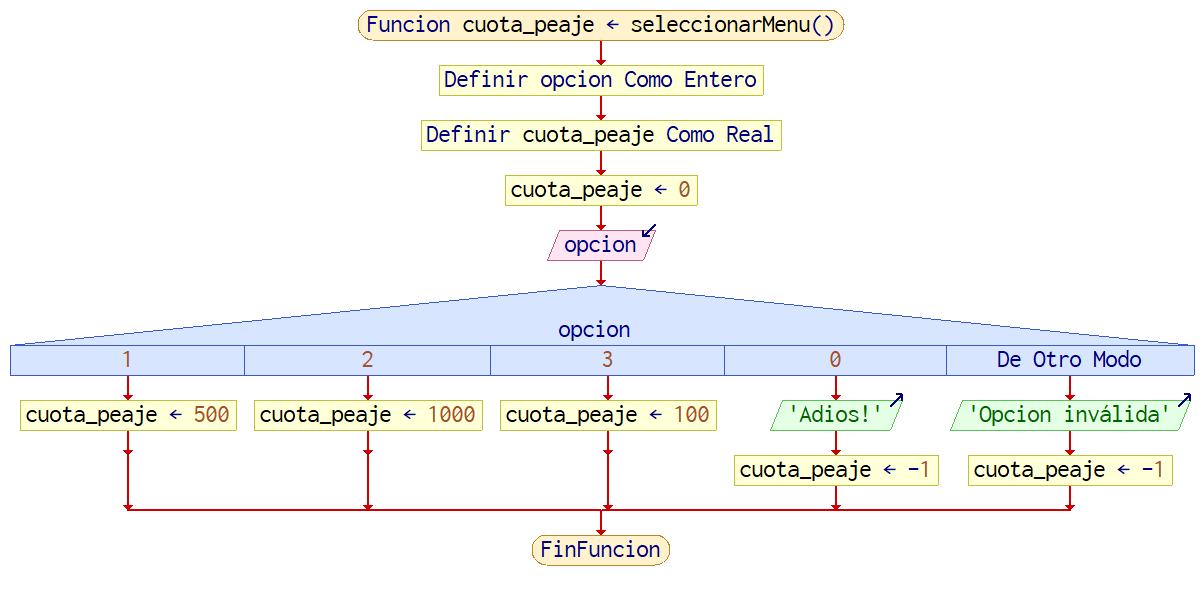 Funcion cuota_peaje ← seleccionarMenu()
Definir opcion Como Entero
Definir cuota_peaje Como Real
cuota_peaje ← 0
opcion
opcion
1 2 3 0 De Otro Modo
cuota_peaje ← 500 cuota_peaje ← 1000 cuota_peaje ← 100 'Adios!' 'Opcion inválida'
cuota_peaje ← -1 cuota_peaje ← -1
FinFuncion